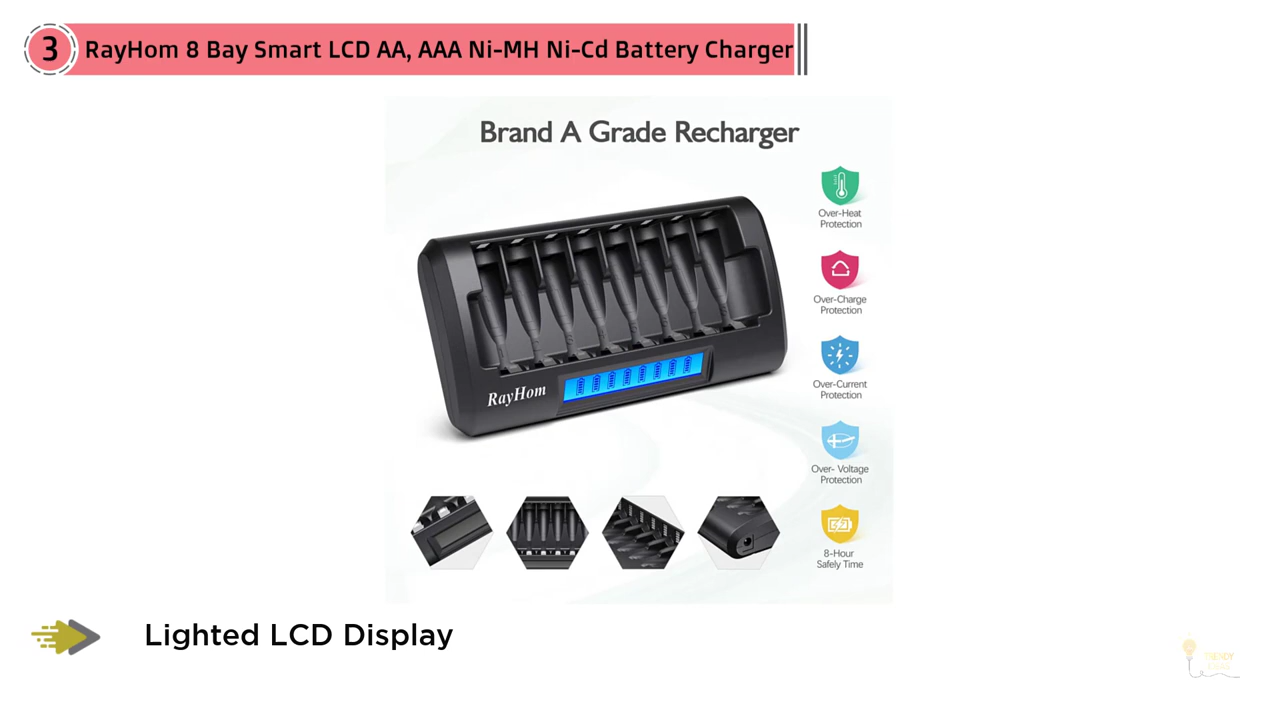 3
RayHom 8 Bay Smart LCD AA, AAA Ni-MH Ni-Cd Battery Charger
Brand A Grade Recharger
Over-Heat
Protection
Over-Charge
Protection
Over-Current
Protection
Over- Voltage
Protection
8-Hour
Safely Time
RayHom
Lighted LCD Display